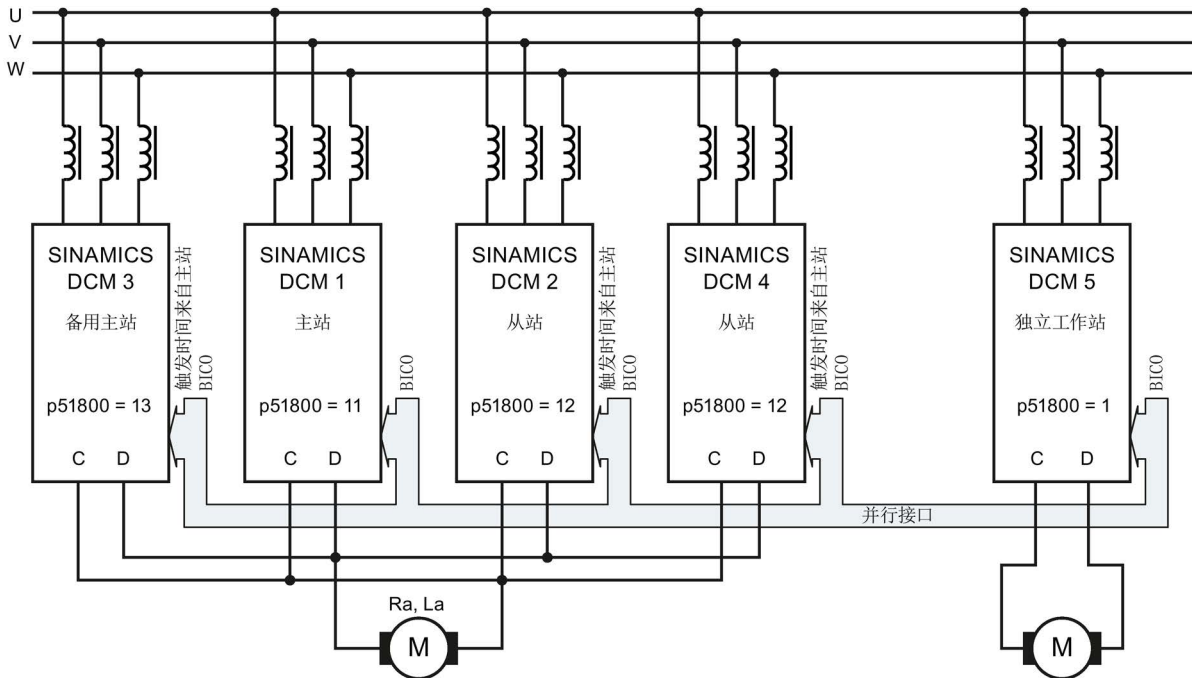 U
V
W
SINAMICS
DCM 3
备用主站
p51800 = 13
C D
触发时间来自主站
BICO
SINAMICS
DCM 1
主站
p51800 = 11
C D
BICO
SINAMICS
DCM 2
从站
p51800 = 12
C D
触发时间来自主站
BICO
SINAMICS
DCM 4
从站
p51800 = 12
C D
触发时间来自主站
BICO
SINAMICS
DCM 5
独立工作站
p51800 = 1
C D
BICO
并行接口
Ra, La
M
M